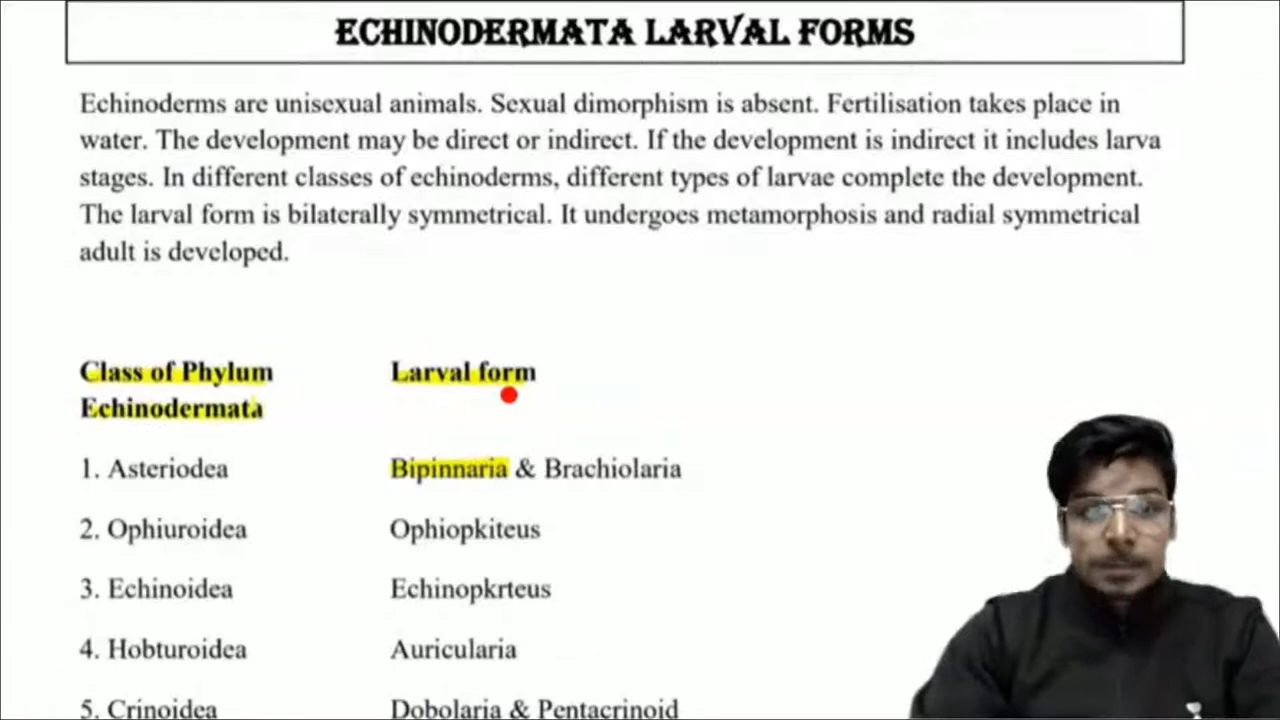 ECHINODERMATA LARVAL FORMS
Echinoderms are unisexual animals. Sexual dimorphism is absent. Fertilisation takes place in
water. The development may be direct or indirect. If the development is indirect it includes larva
stages. In different classes of echinoderms, different types of larvae complete the development.
The larval form is bilaterally symmetrical. It undergoes metamorphosis and radial symmetrical
adult is developed.
Class of Phylum Larval form
Echinodermata
1. Asteriodea Bipinnaria & Brachiolaria
2. Ophiuroidea Ophiopkiteus
3. Echinoidea Echinopkrteus
4. Hobturoidea Auricularia
5. Crinoidea Dobolaria & Pentacrinoid